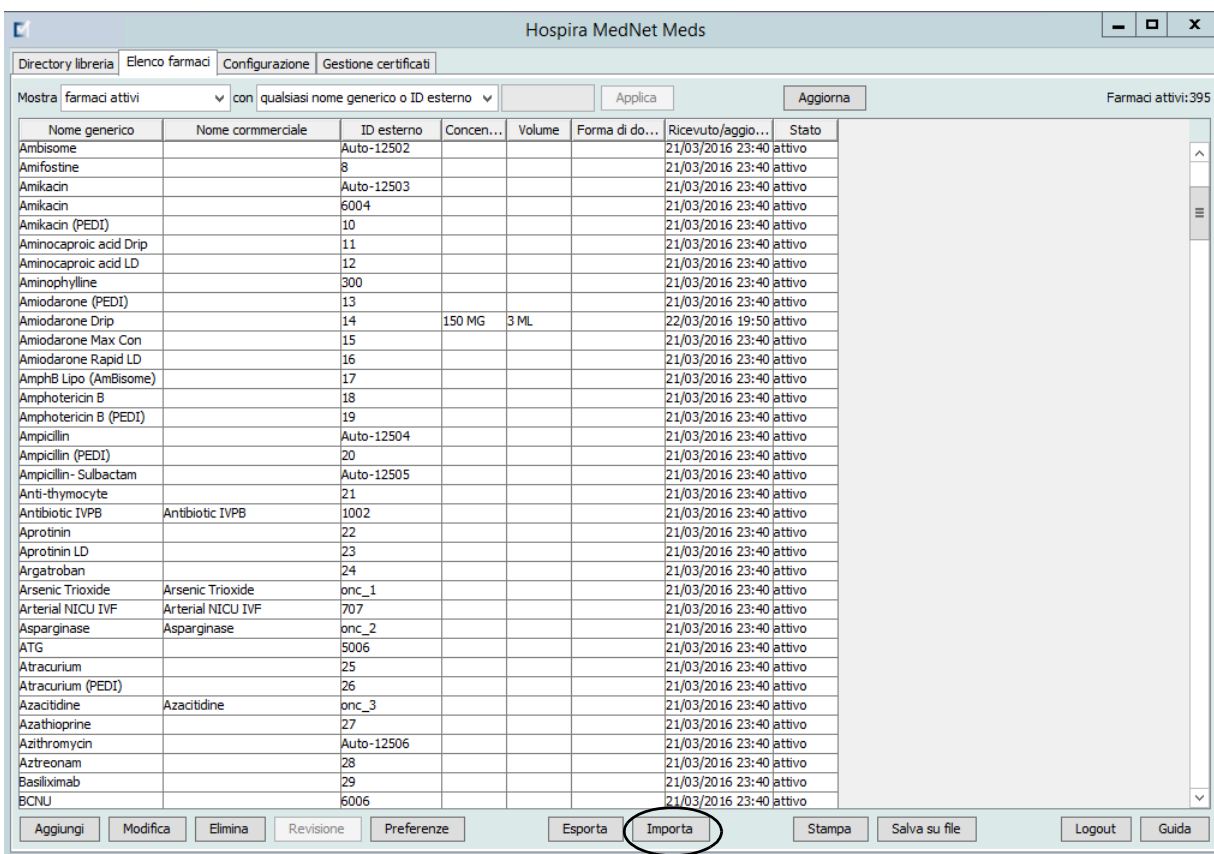 Hospira MedNet Meds
Directory libreria Elenco farmaci Configurazione Gestione certificati
Mostra farmaci attivi con qualsiasi nome generico o ID esterno Applica Aggiorna Farmaci attivi:395
Nome generico Nome cormmerciale ID esterno Concen... Volume Forma di do... Ricevuto/aggio... Stato
Ambisome Auto-12502 21/03/2016 23:40 attivo
Amifostine 8 21/03/2016 23:40 attivo
Amikacin Auto-12503 21/03/2016 23:40 attivo
Amikacin 6004 21/03/2016 23:40 attivo
Amikacin (PEDI) 10 21/03/2016 23:40 attivo
Aminocaproic acid Drip 11 21/03/2016 23:40 attivo
Aminocaproic acid LD 12 21/03/2016 23:40 attivo
Aminophylline 300 21/03/2016 23:40 attivo
Amiodarone (PEDI) 13 21/03/2016 23:40 attivo
Amiodarone Drip 14 150 MG 3 ML 22/03/2016 19:50 attivo
Amiodarone Max Con 15 21/03/2016 23:40 attivo
Amiodarone Rapid LD 16 21/03/2016 23:40 attivo
AmphB Lipo (AmBisome) 17 21/03/2016 23:40 attivo
Amphotericin B 18 21/03/2016 23:40 attivo
Amphotericin B (PEDI) 19 21/03/2016 23:40 attivo
Ampicillin Auto-12504 21/03/2016 23:40 attivo
Ampicillin (PEDI) 20 21/03/2016 23:40 attivo
Ampicillin- Sulbactam Auto-12505 21/03/2016 23:40 attivo
Anti-thymocyte 21 21/03/2016 23:40 attivo
Antibiotic IVPB Antibiotic IVPB 1002 21/03/2016 23:40 attivo
Aprotinin 22 21/03/2016 23:40 attivo
Aprotinin LD 23 21/03/2016 23:40 attivo
Argatroban 24 21/03/2016 23:40 attivo
Arsenic Trioxide Arsenic Trioxide onc_1 21/03/2016 23:40 attivo
Arterial NICU IVF Arterial NICU IVF 707 21/03/2016 23:40 attivo
Asparginase Asparginase onc_2 21/03/2016 23:40 attivo
ATG 5006 21/03/2016 23:40 attivo
Atracurium 25 21/03/2016 23:40 attivo
Atracurium (PEDI) 26 21/03/2016 23:40 attivo
Azacitidine Azacitidine onc_3 21/03/2016 23:40 attivo
Azathioprine 27 21/03/2016 23:40 attivo
Azithromycin Auto-12506 21/03/2016 23:40 attivo
Aztreonam 28 21/03/2016 23:40 attivo
Basiliximab 29 21/03/2016 23:40 attivo
BCNU 6006 21/03/2016 23:40 attivo
Aggiungi Modifica Elimina Revisione Preferenze Esporta Importa Stampa Salva su file Logout Guida